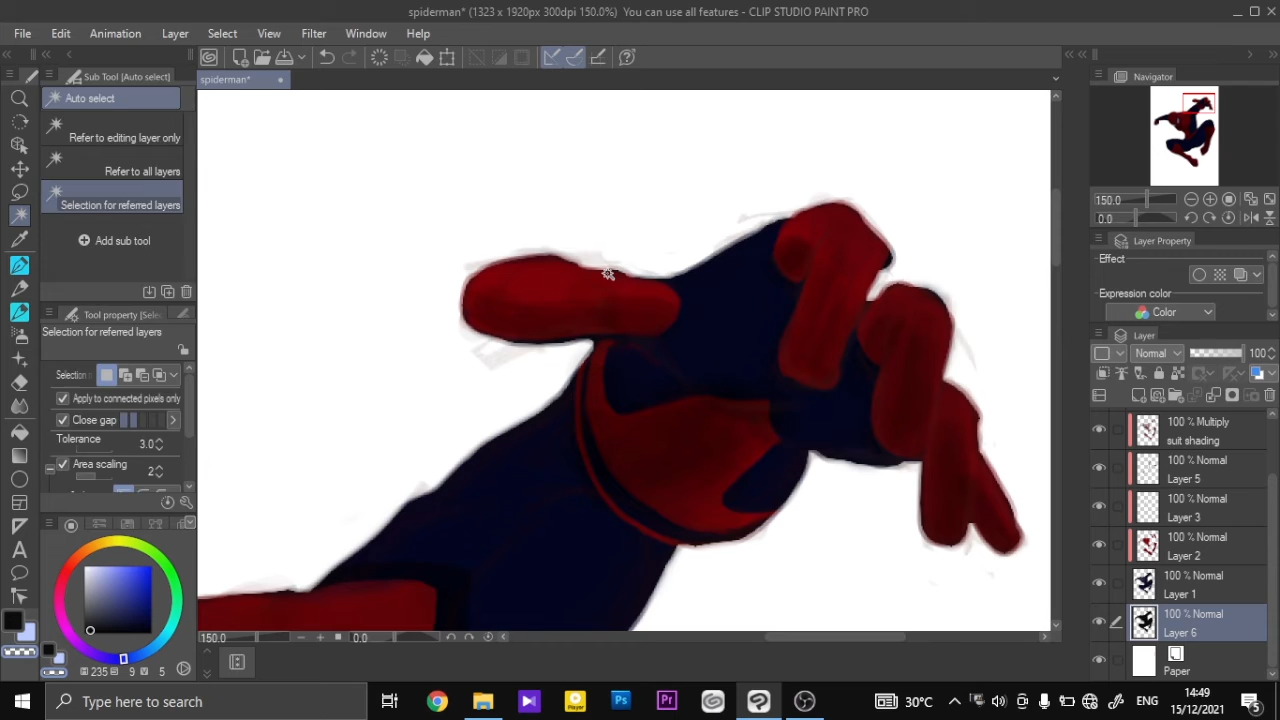 spiderman* (1323 x 1920px 300dpi 150.0%) You can use all features - CLIP STUDIO PAINT PRO
File Edit Animation Layer Select View Filter Window Help
Sub Tool [Auto select]
spiderman*
Navigator
Auto select
Refer to editing layer only
Refer to all layers
Selection for referred layers
Add sub tool
Tool property [Selec
Selection for referred layers
Selection
Apply to connected pixels only
Close gap
Tolerance
3.0
Area scaling
2
235 9 5
150.0
0.0
150.0
0.0
Layer Property
Effect
Expression color
Color
Layer
Normal
100
100 % Multiply
suit shading
100 % Normal
Layer 5
100 % Normal
Layer 3
100 % Normal
Layer 2
100 % Normal
Layer 1
100 % Normal
Layer 6
Paper
Type here to search
Player
Ps
Pr
30°C
ENG
14:49
15/12/2021
5
A